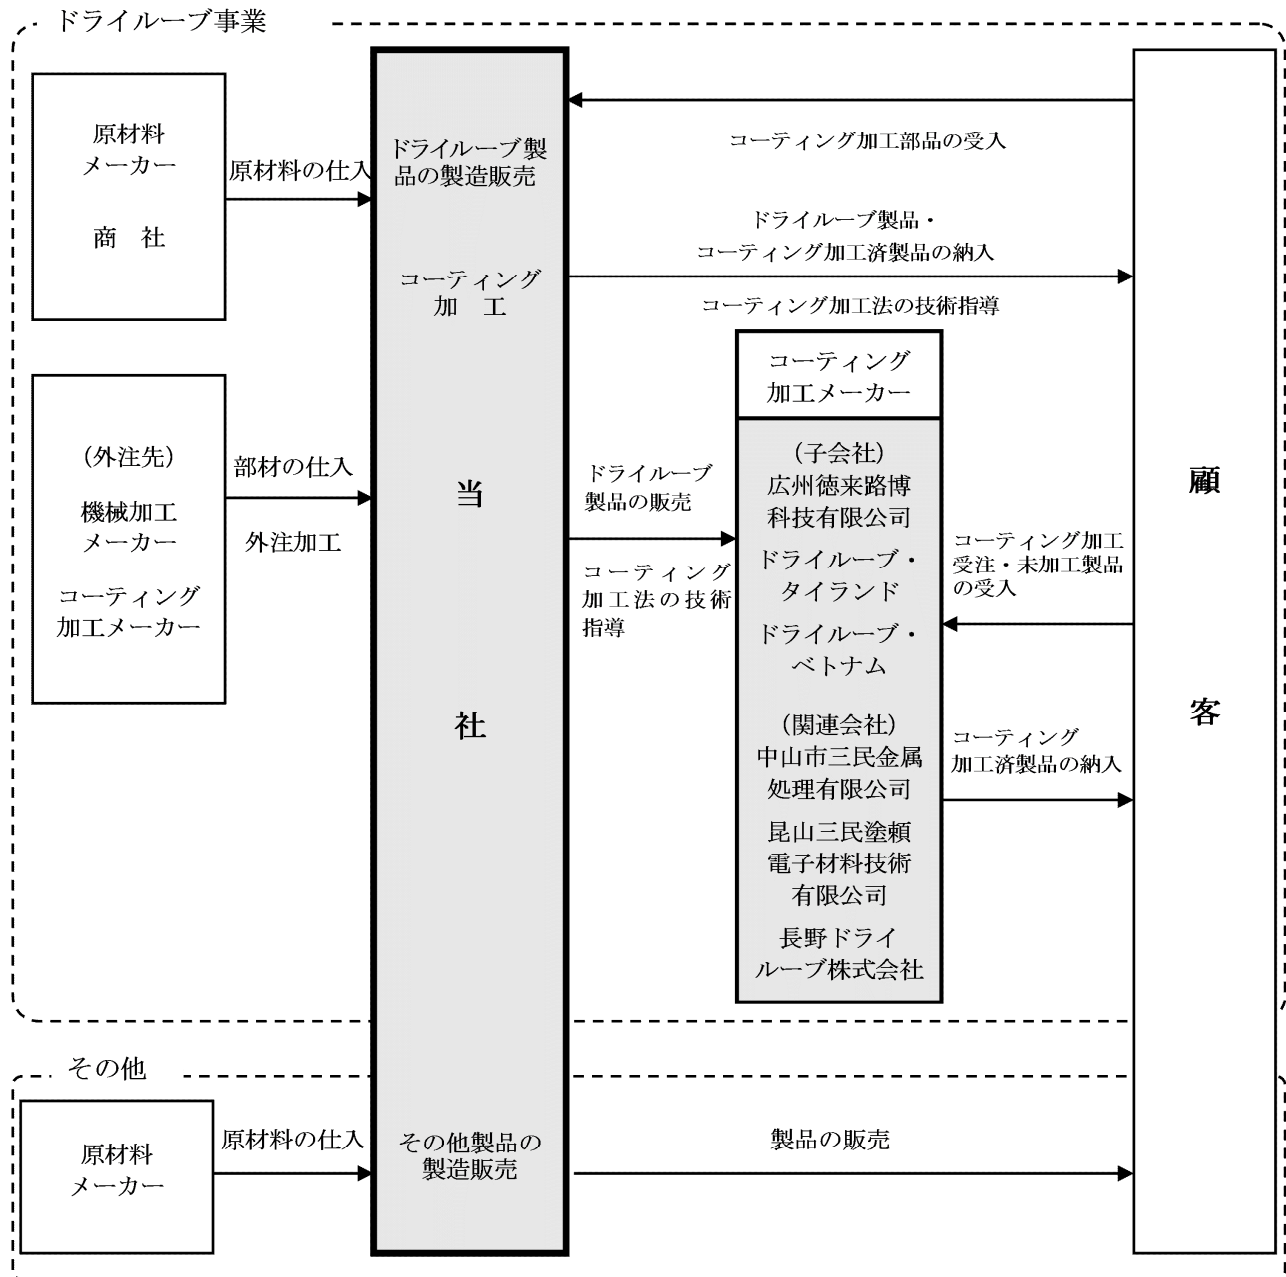 ドライルーブ事業
原材料
メーカー
商　社
原材料の仕入
ドライルーブ製
品の製造販売
コーティング
加　工
コーティング加工部品の受入
ドライルーブ製品・
コーティング加工済製品の納入
コーティング加工法の技術指導
(外注先)
機械加工
メーカー
コーティング
加工メーカー
部材の仕入
外注加工
当
社
ドライルーブ
製品の販売
コーティング
加工法の技術
指導
コーティング
加工メーカー
(子会社)
広州徳来路博
科技有限公司
ドライルーブ・
タイランド
ドライルーブ・
ベトナム
(関連会社)
中山市三民金属
処理有限公司
昆山三民塗頼
電子材料技術
有限公司
長野ドライ
ルーブ株式会社
コーティング加工
受注・未加工製品
の受入
コーティング
加工済製品の納入
顧
客
その他
原材料
メーカー
原材料の仕入
その他製品の
製造販売
製品の販売